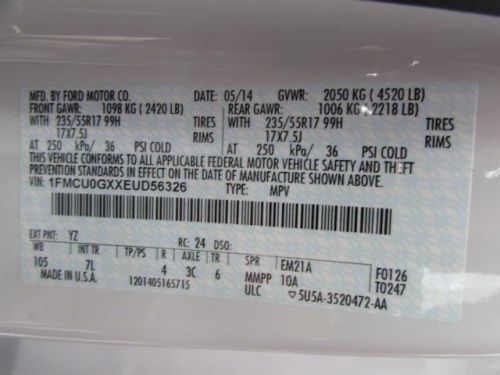 MFD. BY FORD MOTOR CO. DATE: 05/14 GVWR: 2050 KG ( 4520 LB)
FRONT GAWR: 1098 KG ( 2420 LB) REAR GAWR: 1006 KG ( 2218 LB)
WITH WITH
235/55R17 99H TIRES 235/55R17 99H TIRES
17X7.5J RIMS 17X7.5J RIMS
AT 250 kPa/ 36 PSI COLD AT 250 kPa/ 36 PSI COLD
THIS VEHICLE CONFORMS TO ALL APPLICABLE FEDERAL MOTOR VEHICLE SAFETY AND THEFT
PREVENTION STANDARDS IN EFFECT ON THE DATE OF MANUFACTURE SHOWN ABOVE.
1FMCU0GXXEUD56326 TYPE: MPV
EXT PNT: YZ RC: 24 DSO:
WB INT TR TP/PS R AXLE TR SPR EM21A F0126
105 7L 4 3C 6 MMPP 10A T0247
MADE IN U.S.A. 1201405165715 ULC 5U5A-3520472-AA